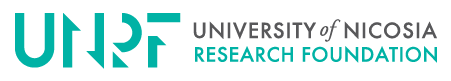 UNRF
UNIVERSITY of NICOSIA
RESEARCH FOUNDATION